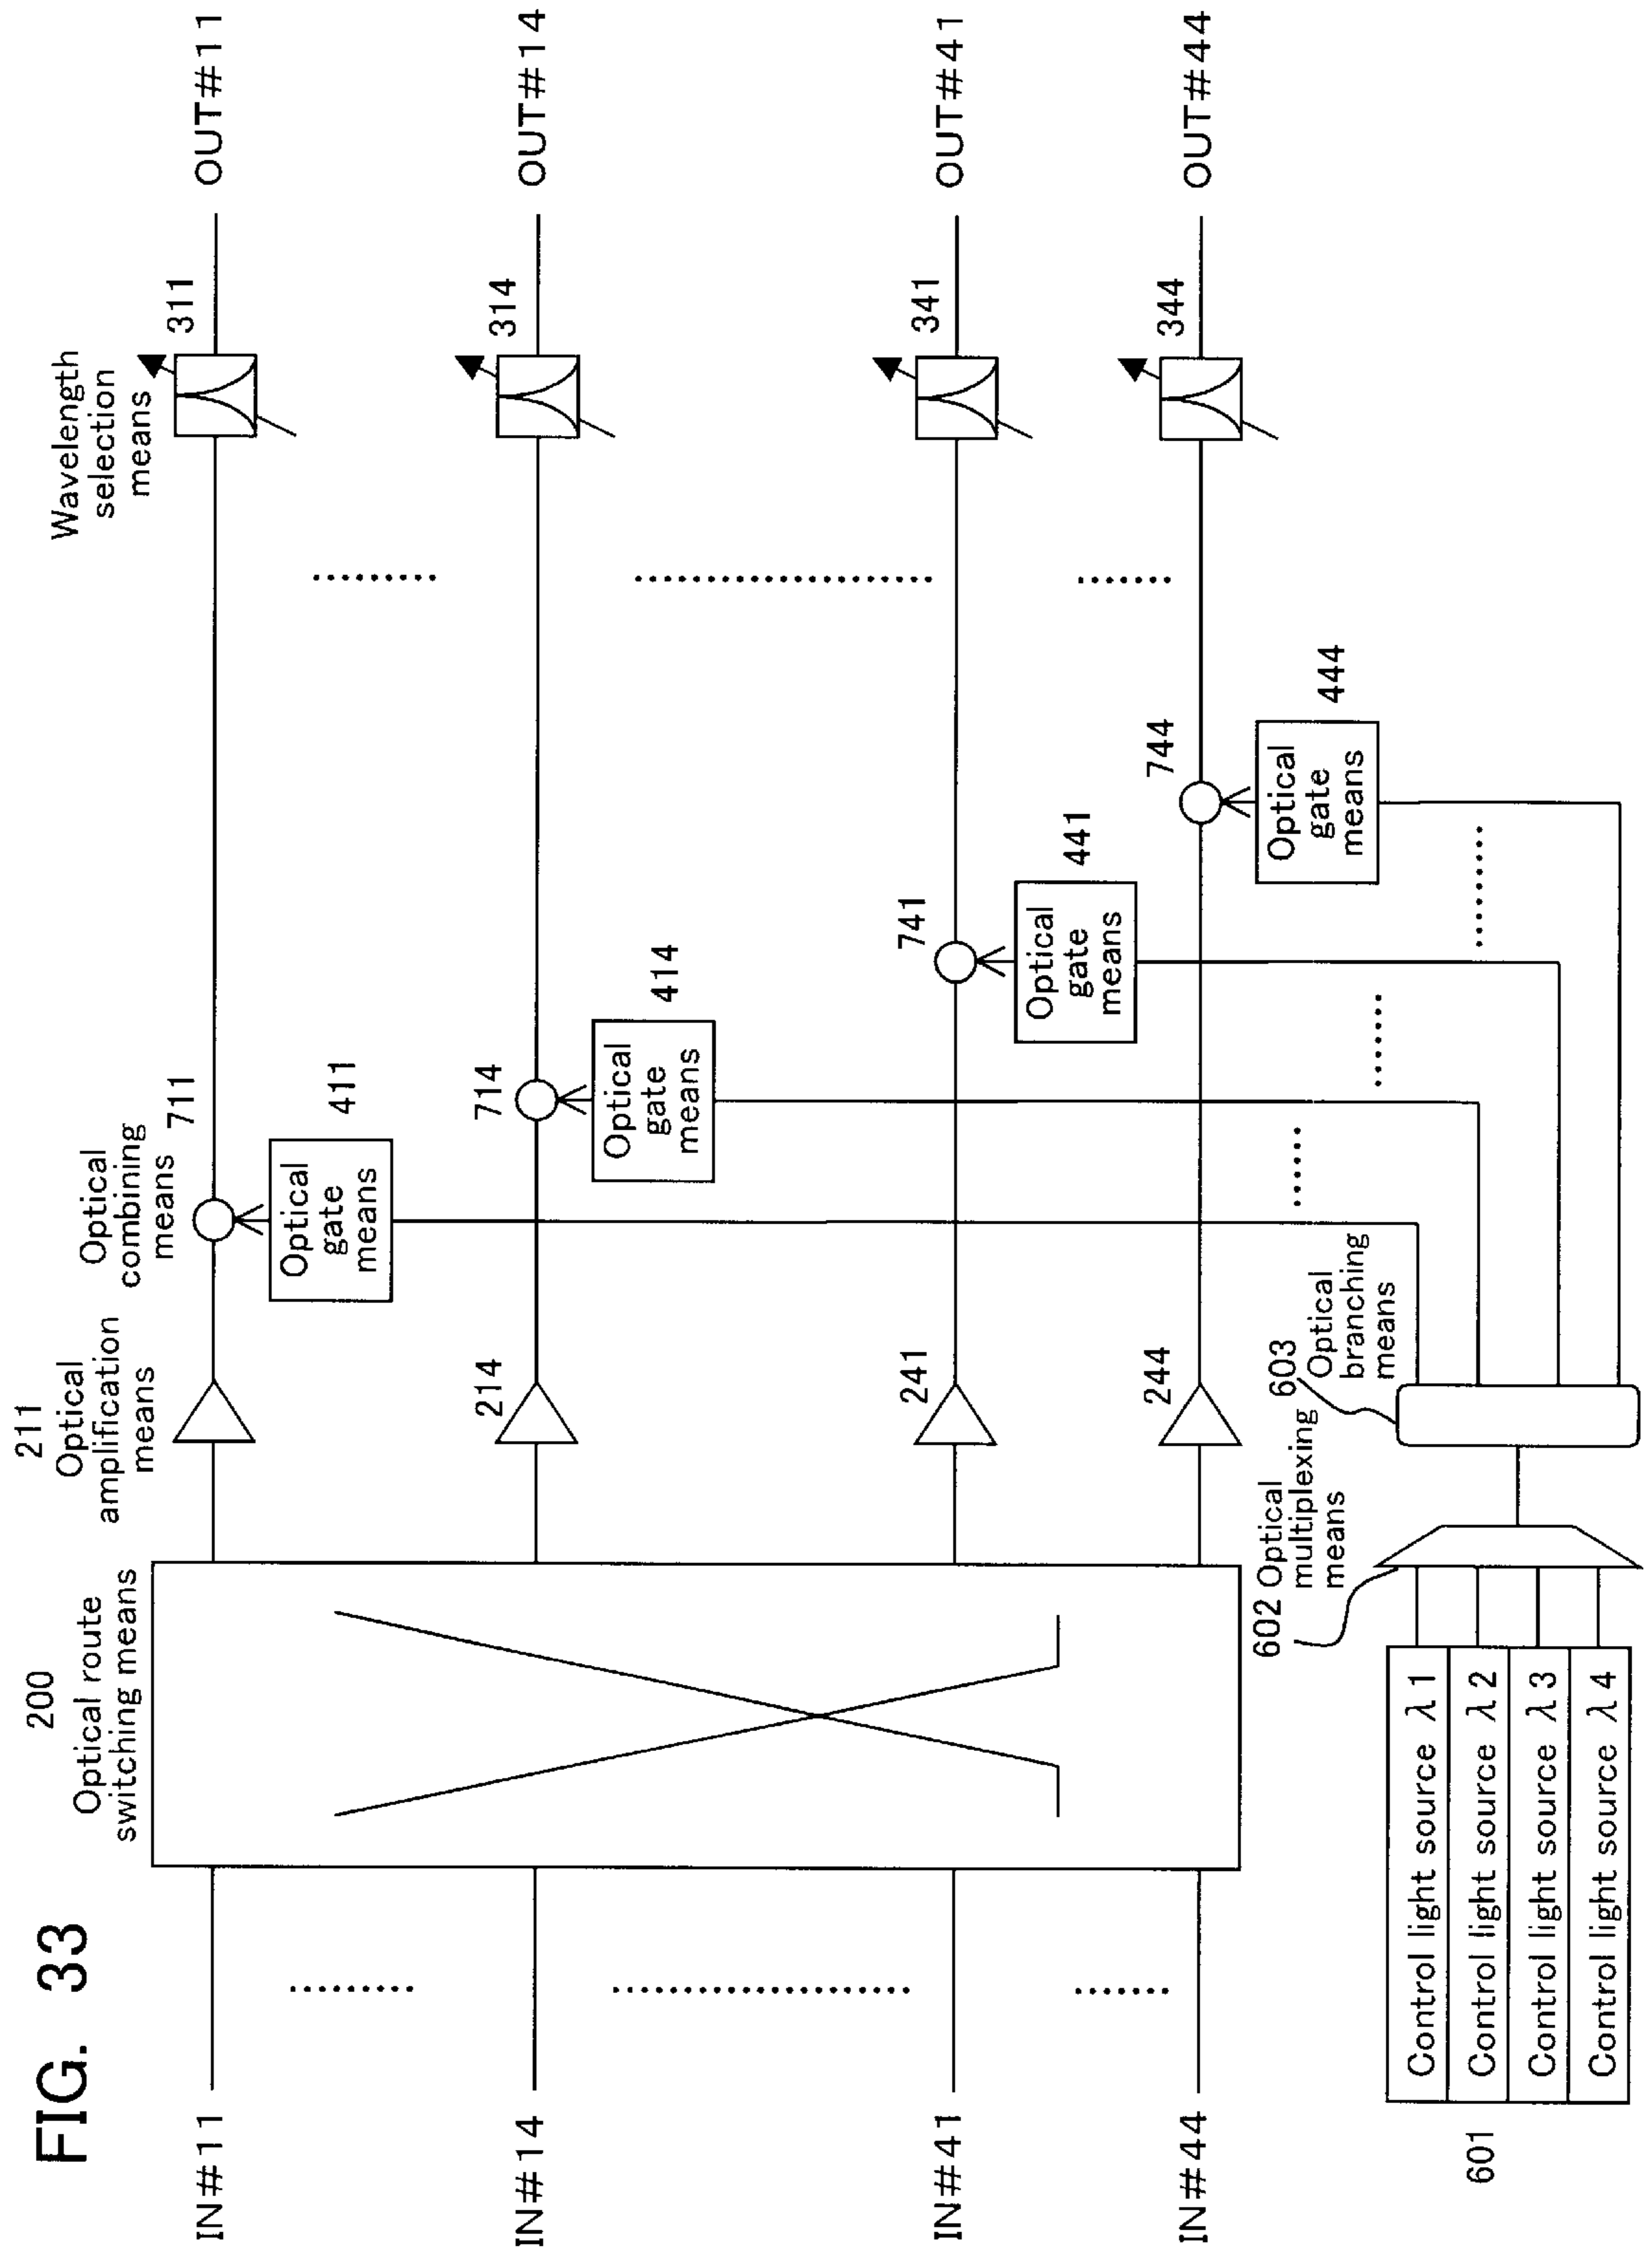 FIG. 33
200
Optical route
switching means
211
Optical
amplification
means
Optical
combining
means
711
Wavelength
selection
means
311
IN#11
OUT#11
411
Optical
gate
means
214
714
314
IN#14
OUT#14
414
Optical
gate
means
241
741
341
IN#41
OUT#41
441
Optical
gate
means
244
744
344
IN#44
OUT#44
444
Optical
gate
means
602 Optical
multiplexing
means
603
Optical
branching
means
601
Control light source λ1
Control light source λ2
Control light source λ3
Control light source λ4